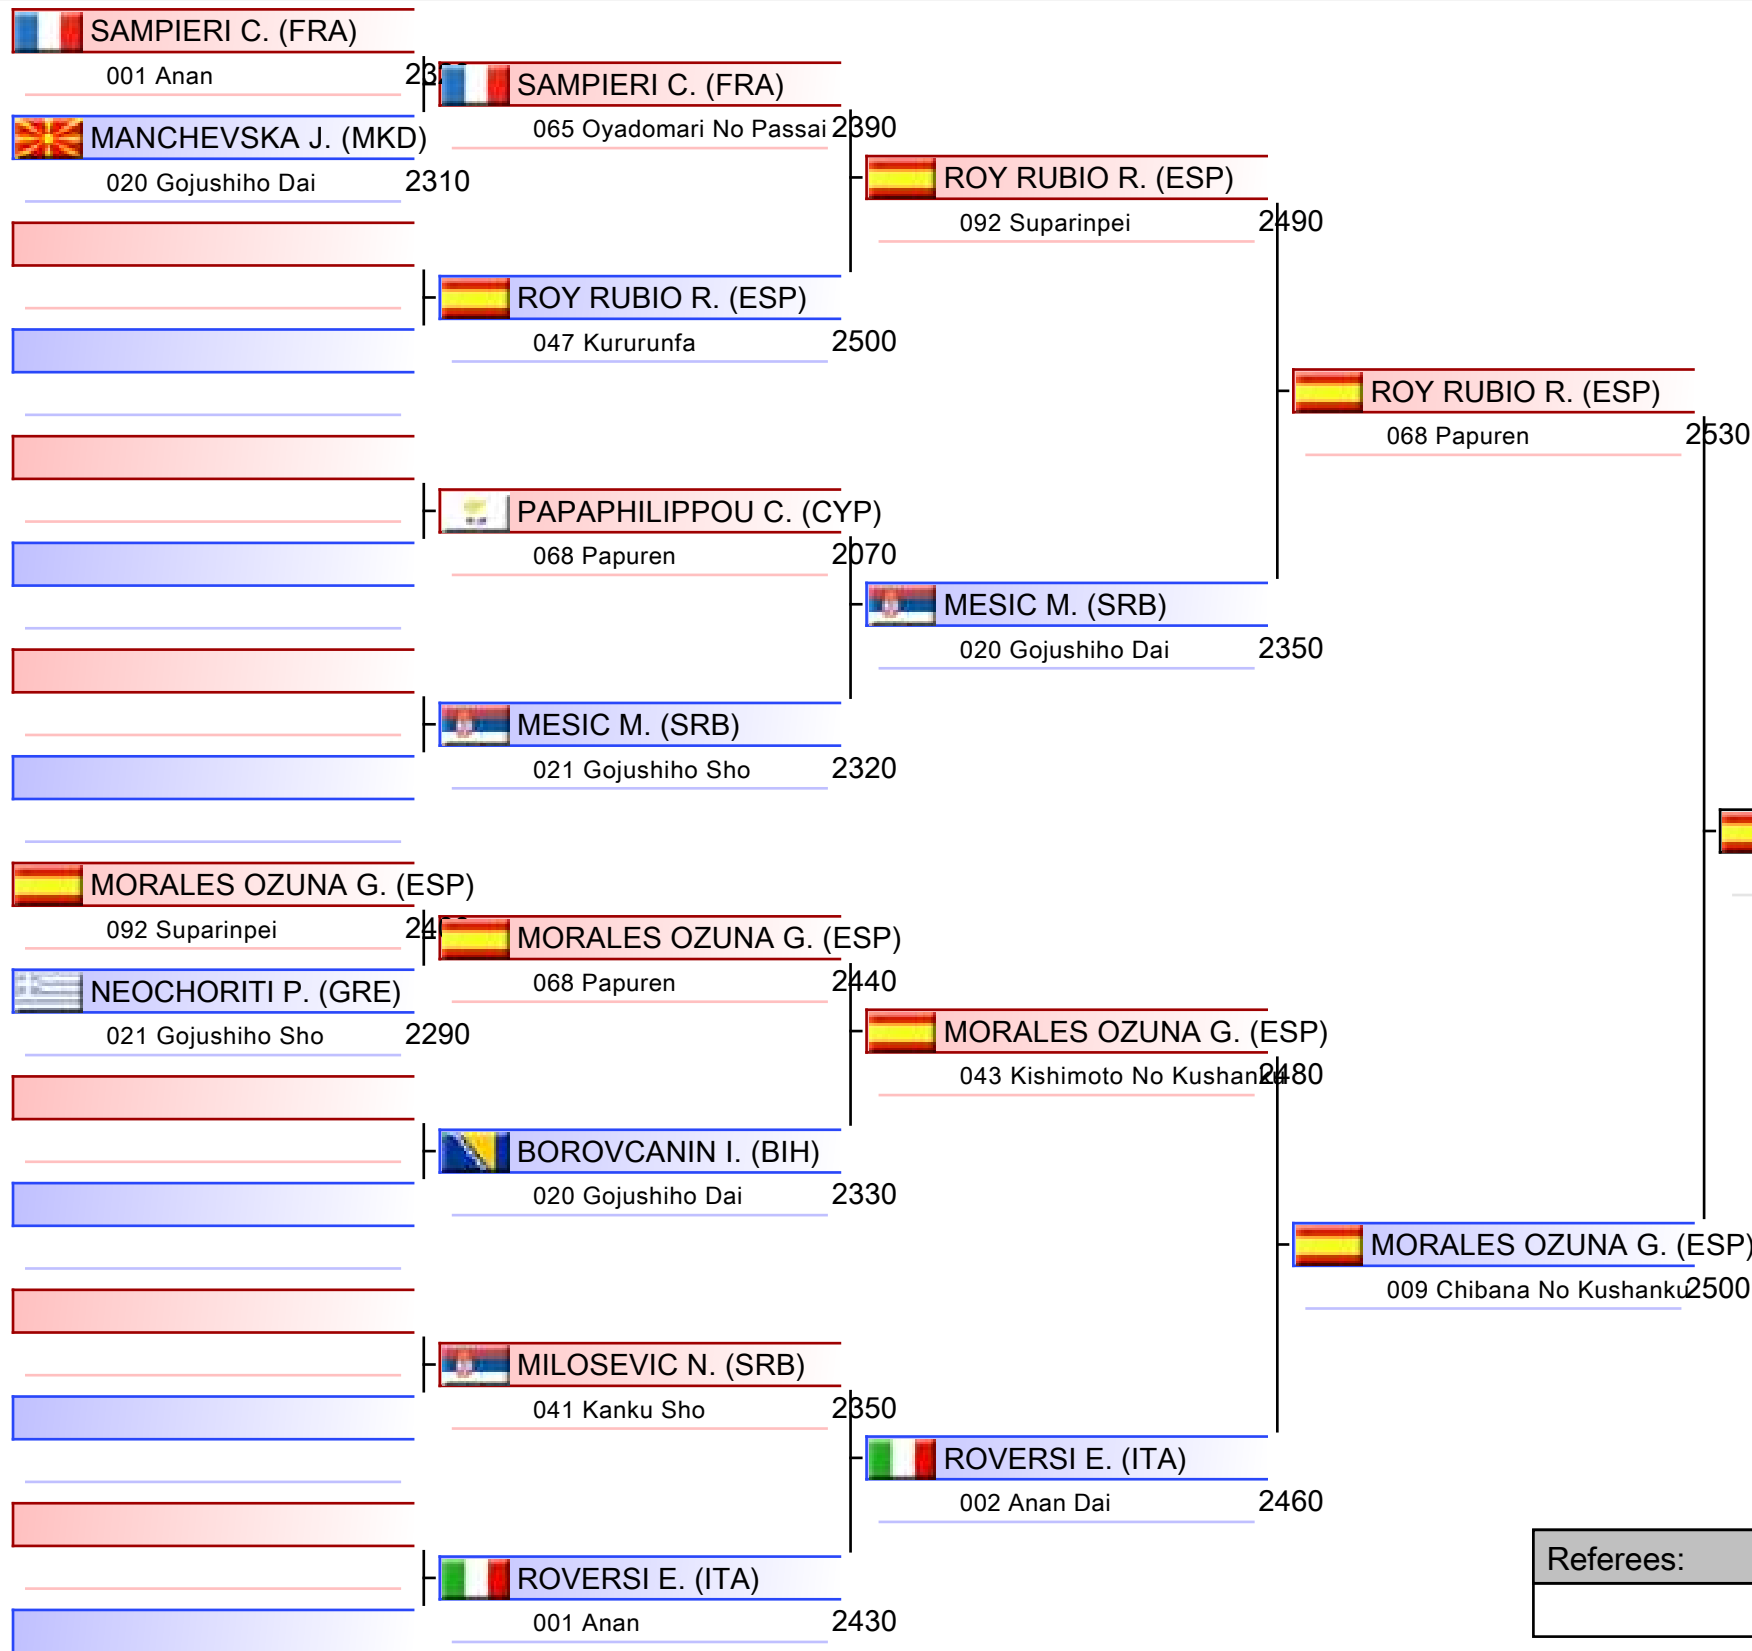 SAMPIERI C. (FRA)
001 Anan
MANCHEVSKA J. (MKD)
020 Gojushiho Dai 2310
MORALES OZUNA G. (ESP)
092 Suparinpei
NEOCHORITI P. (GRE)
021 Gojushiho Sho 2290
SAMPIERI C. (FRA)
065 Oyadomari No Passai 2390
ROY RUBIO R. (ESP)
047 Kururunfa 2500
PAPAPHILIPPOU C. (CYP)
068 Papuren 2070
MESIC M. (SRB)
021 Gojushiho Sho 2320
MORALES OZUNA G. (ESP)
068 Papuren 2440
BOROVCANIN I. (BIH)
020 Gojushiho Dai 2330
MILOSEVIC N. (SRB)
041 Kanku Sho 2350
ROVERSI E. (ITA)
001 Anan 2430
ROY RUBIO R. (ESP)
092 Suparinpei 2490
MESIC M. (SRB)
020 Gojushiho Dai 2350
MORALES OZUNA G. (ESP)
043 Kishimoto No Kushanku 2480
ROVERSI E. (ITA)
002 Anan Dai 2460
ROY RUBIO R. (ESP)
068 Papuren 2530
MORALES OZUNA G. (ESP)
009 Chibana No Kushanku 2500
Referees: